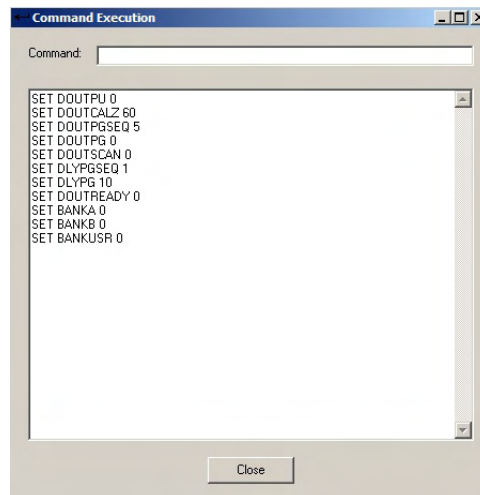 Command Execution
Command:
SET DOUTPU 0
SET DOUTCALZ 60
SET DOUTPGSEQ 5
SET DOUTPG 0
SET DOUTSCAN 0
SET DLYPGSEQ 1
SET DLYPG 10
SET DOUTREADY 0
SET BANKA 0
SET BANKB 0
SET BANKUSR 0
Close